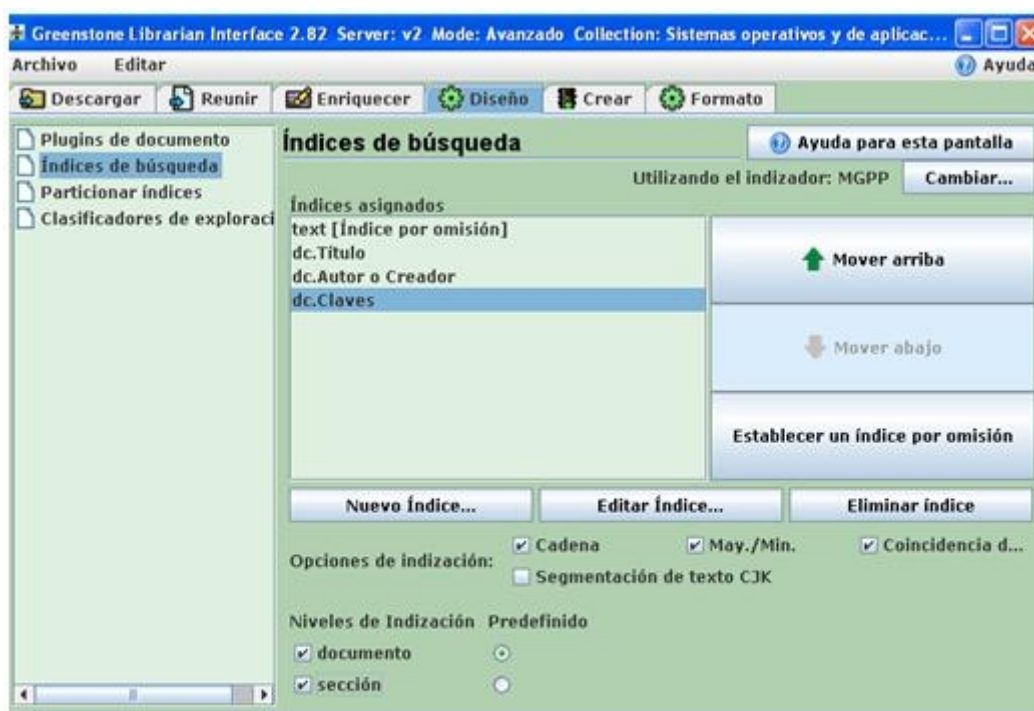 Greenstone Librarian Interface 2.82 Server: v2 Mode: Avanzado Collection: Sistemas operativos y de aplicac...
Archivo Editar Ayuda
Descargar Reunir Enriquecer Diseño Crear Formato
Plugins de documento
Índices de búsqueda
Particionar índices
Clasificadores de exploraci
Índices de búsqueda
Ayuda para esta pantalla
Utilizando el indizador: MGPP Cambiar...
Índices asignados
text [Índice por omisión]
dc.Título
dc.Autor o Creador
dc.Claves
Mover arriba
Mover abajo
Establecer un índice por omisión
Nuevo Índice... Editar Índice... Eliminar índice
Opciones de indización:
Cadena May./Min. Coincidencia d...
Segmentación de texto CJK
Niveles de Indización Predefinido
documento
sección